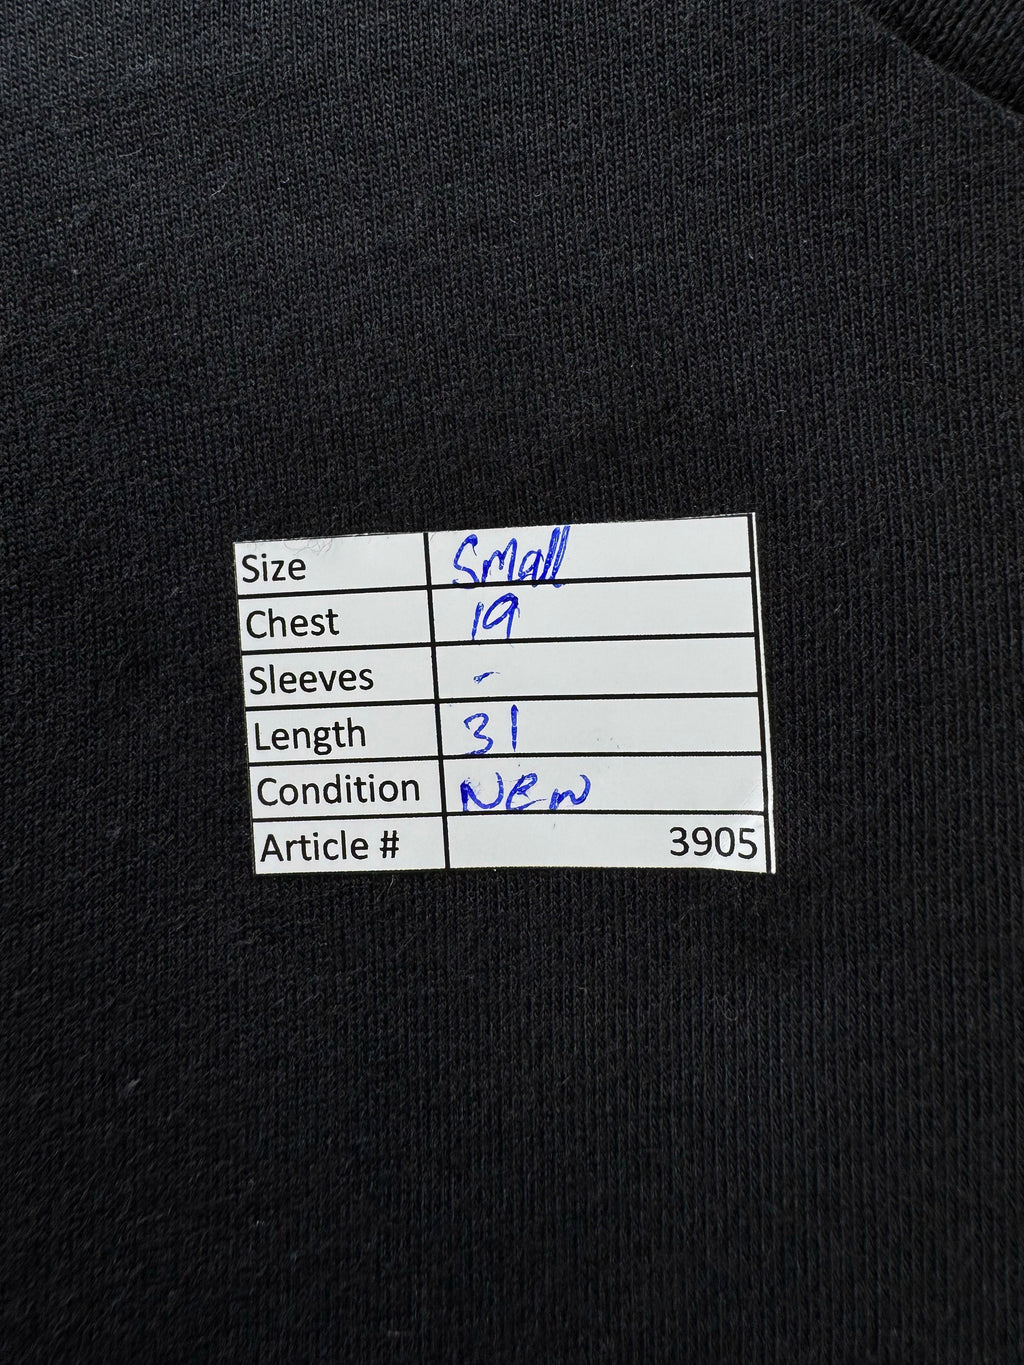 Size Small
Chest 19
Sleeves -
Length 31
Condition New
Article # 3905